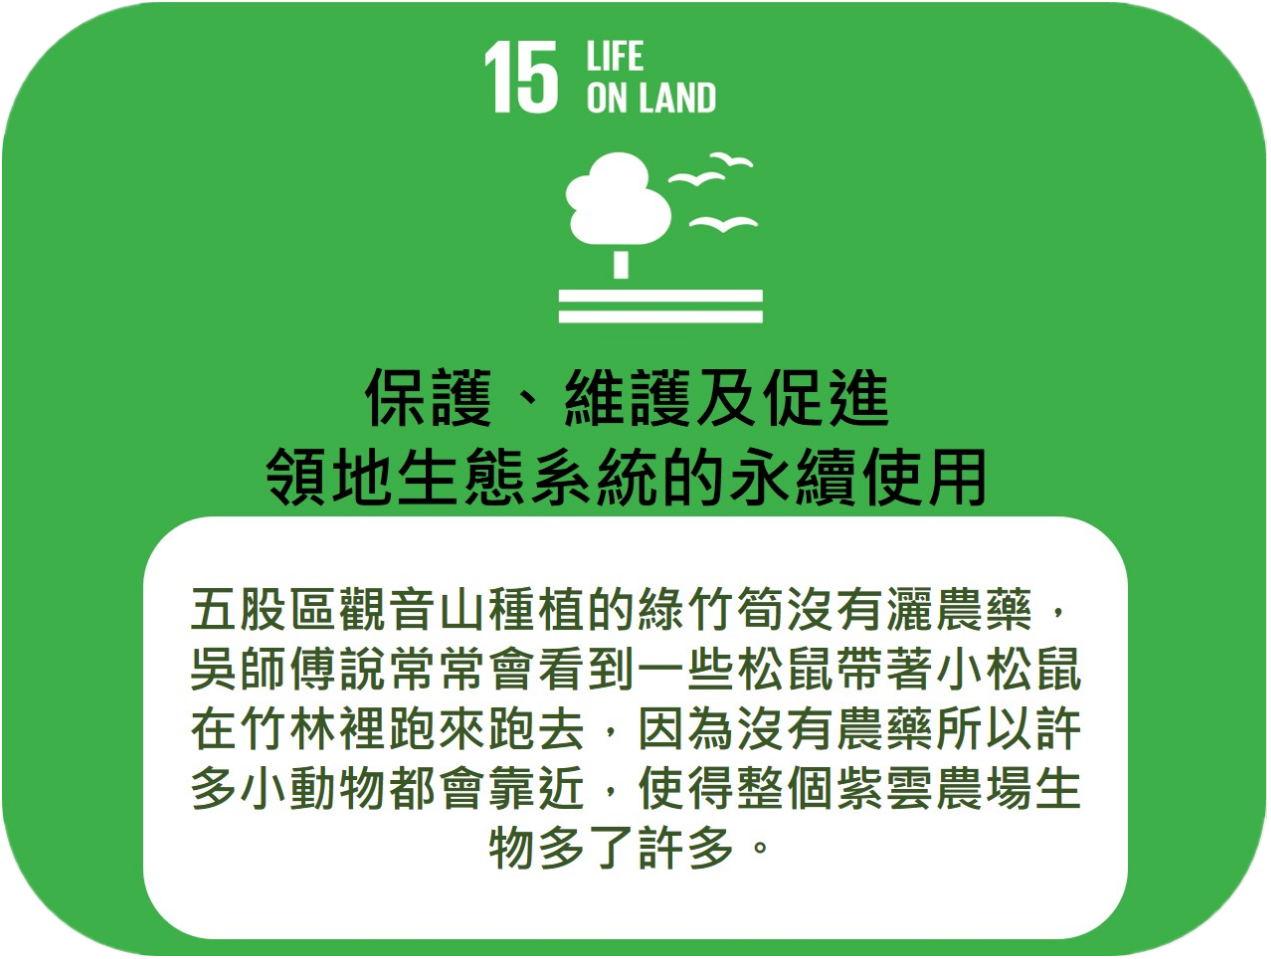 15 LIFE
ON LAND
保護、維護及促進
領地生態系統的永續使用
五股區觀音山種植的綠竹筍沒有灑農藥，
吳師傅說常常會看到一些松鼠帶著小松鼠
在竹林裡跑來跑去，因為沒有農藥所以許
多小動物都會靠近，使得整個紫雲農場生
物多了許多。